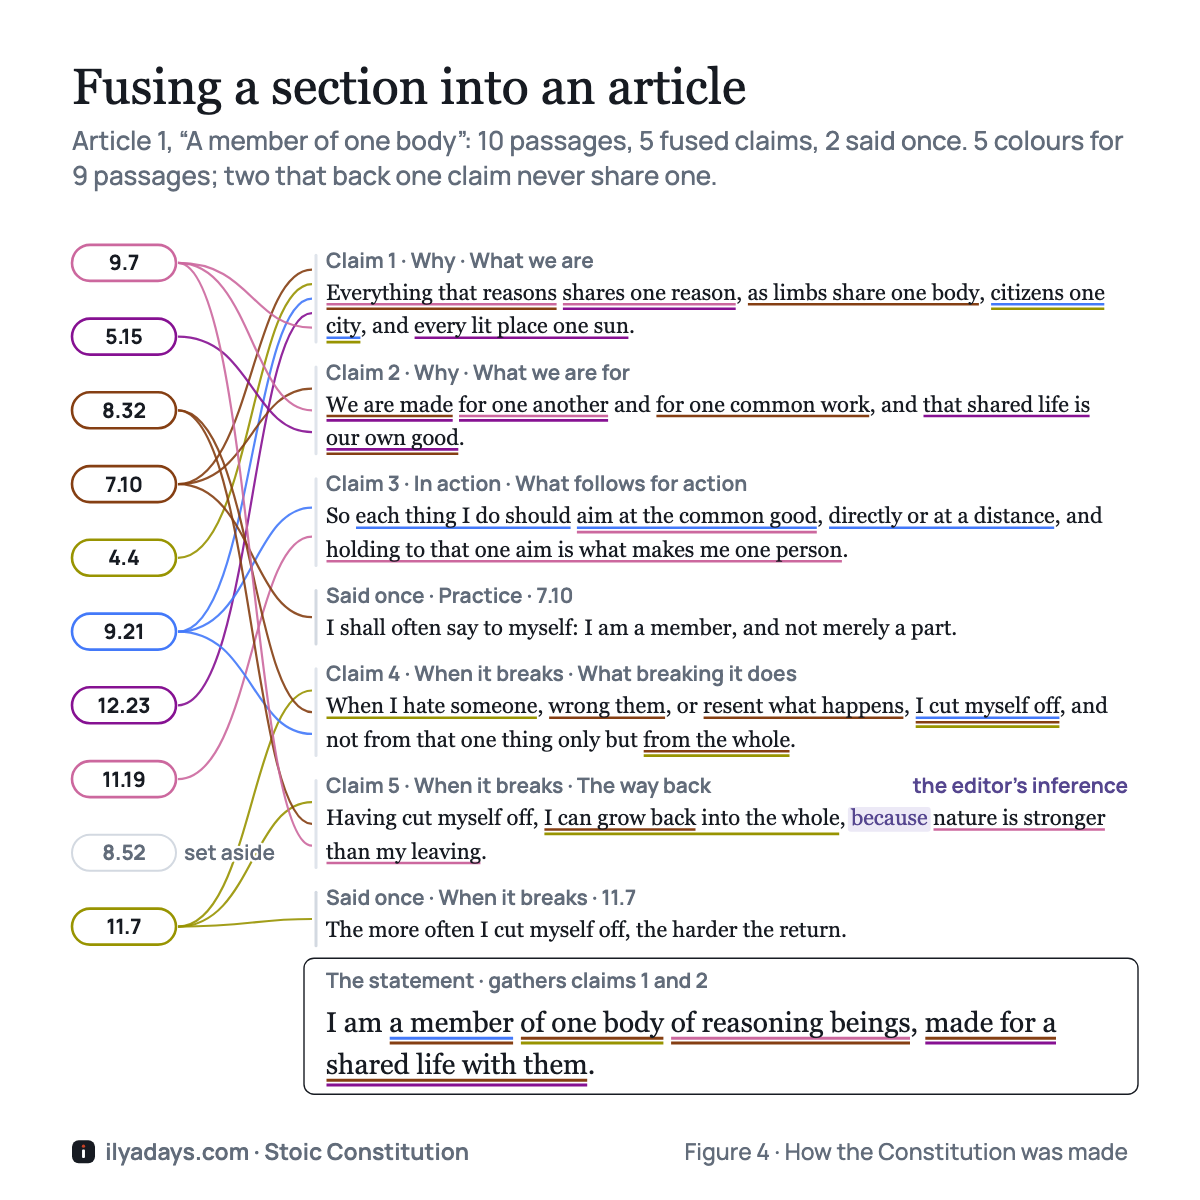 Fusing a section into an article
Article 1, “A member of one body”: 10 passages, 5 fused claims, 2 said once. 5 colours for
9 passages; two that back one claim never share one.
9.7
5.15
8.32
7.10
4.4
9.21
12.23
11.19
8.52 set aside
11.7
Claim 1 · Why · What we are
Everything that reasons shares one reason, as limbs share one body, citizens one
city, and every lit place one sun.
Claim 2 · Why · What we are for
We are made for one another and for one common work, and that shared life is
our own good.
Claim 3 · In action · What follows for action
So each thing I do should aim at the common good, directly or at a distance, and
holding to that one aim is what makes me one person.
Said once · Practice · 7.10
I shall often say to myself: I am a member, and not merely a part.
Claim 4 · When it breaks · What breaking it does
When I hate someone, wrong them, or resent what happens, I cut myself off, and
not from that one thing only but from the whole.
Claim 5 · When it breaks · The way back the editor’s inference
Having cut myself off, I can grow back into the whole, because nature is stronger
than my leaving.
Said once · When it breaks · 11.7
The more often I cut myself off, the harder the return.
The statement · gathers claims 1 and 2
I am a member of one body of reasoning beings, made for a
shared life with them.
i ilyadays.com · Stoic Constitution
Figure 4 · How the Constitution was made